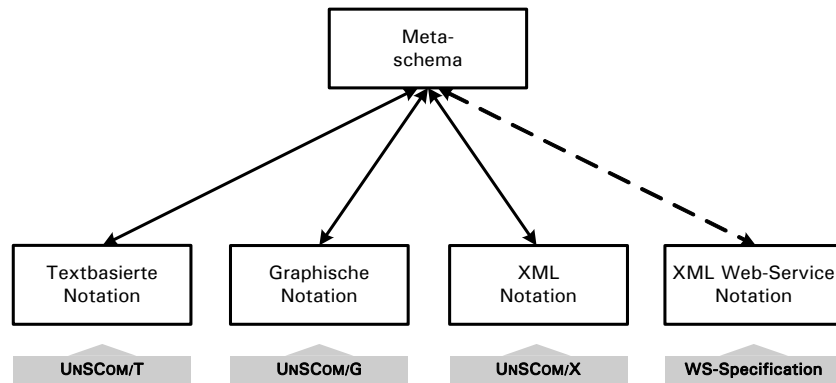 Meta-
schema
Textbasierte
Notation
Graphische
Notation
XML
Notation
XML Web-Service
Notation
UNSCOM/T
UNSCOM/G
UNSCOM/X
WS-Specification